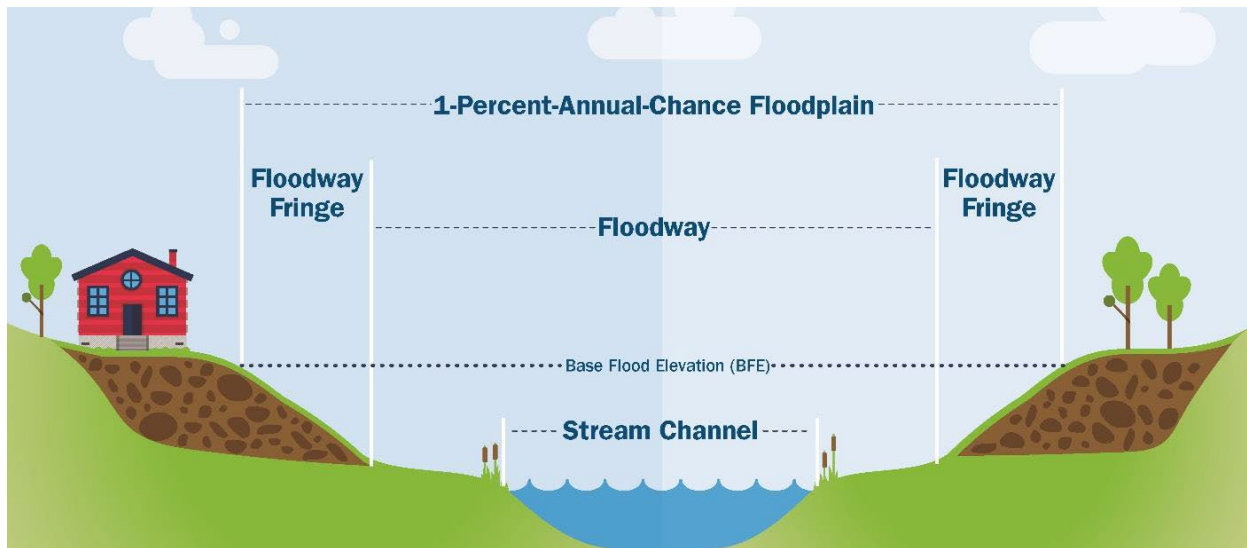 1-Percent-Annual-Chance Floodplain
Floodway
Fringe
Floodway
Fringe
Floodway
Base Flood Elevation (BFE)
Stream Channel